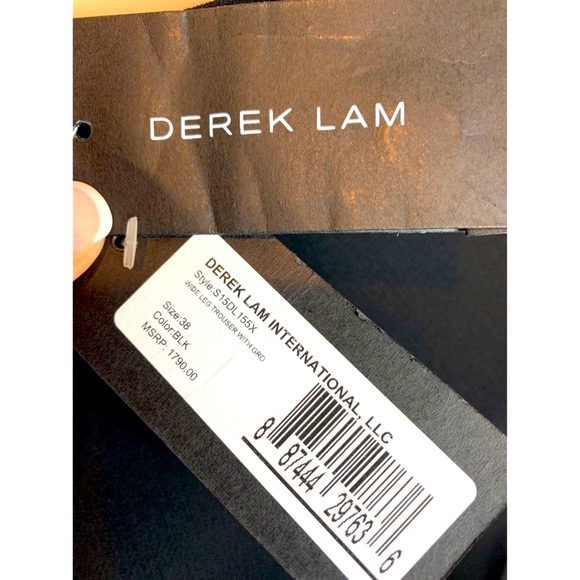 DEREK LAM
DEREK LAM INTERNATIONAL, LLC
Style:S15DL155X
WIDE LEG TROUSER WITH GRO
Size:38
Color:BLK
MSRP: 1790.00
8 87444 29763 6